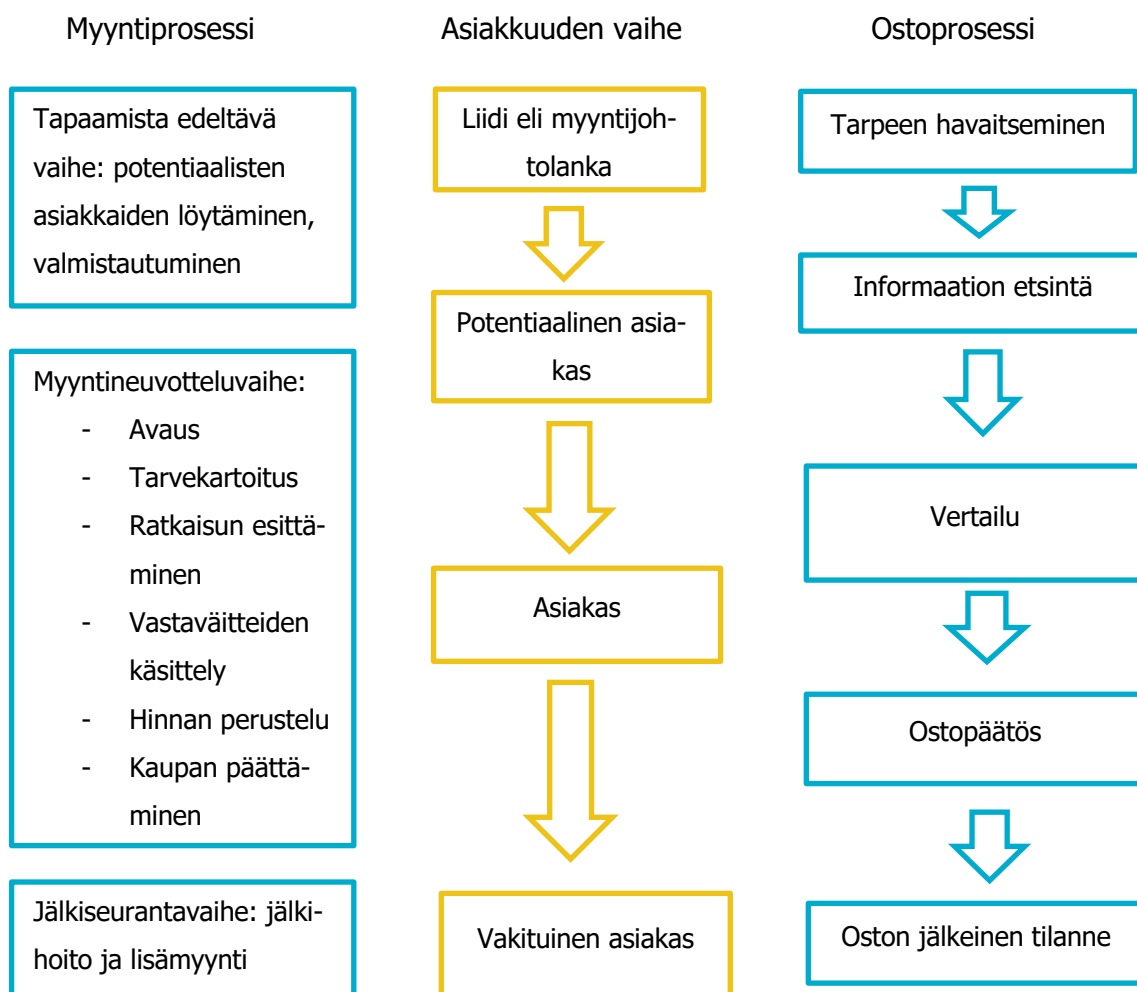 Myyntiprosessi
Asiakkuuden vaihe
Ostoprosessi
Tapaamista edeltävä
vaihe: potentiaalisten
asiakkaiden löytäminen,
valmistautuminen
Myyntineuvotteluvaihe:
- Avaus
- Tarvekartoitus
- Ratkaisun esittä-
minen
- Vastaväitteiden
käsittely
- Hinnan perustelu
- Kaupan päättä-
minen
Jälkiseurantavaihe: jälki-
hoito ja lisämyynti
Liidi eli myyntijoh-
tolanka
Potentiaalinen asia-
kas
Asiakas
Vakituinen asiakas
Tarpeen havaitseminen
Informaation etsintä
Vertailu
Ostopäätös
Oston jälkeinen tilanne